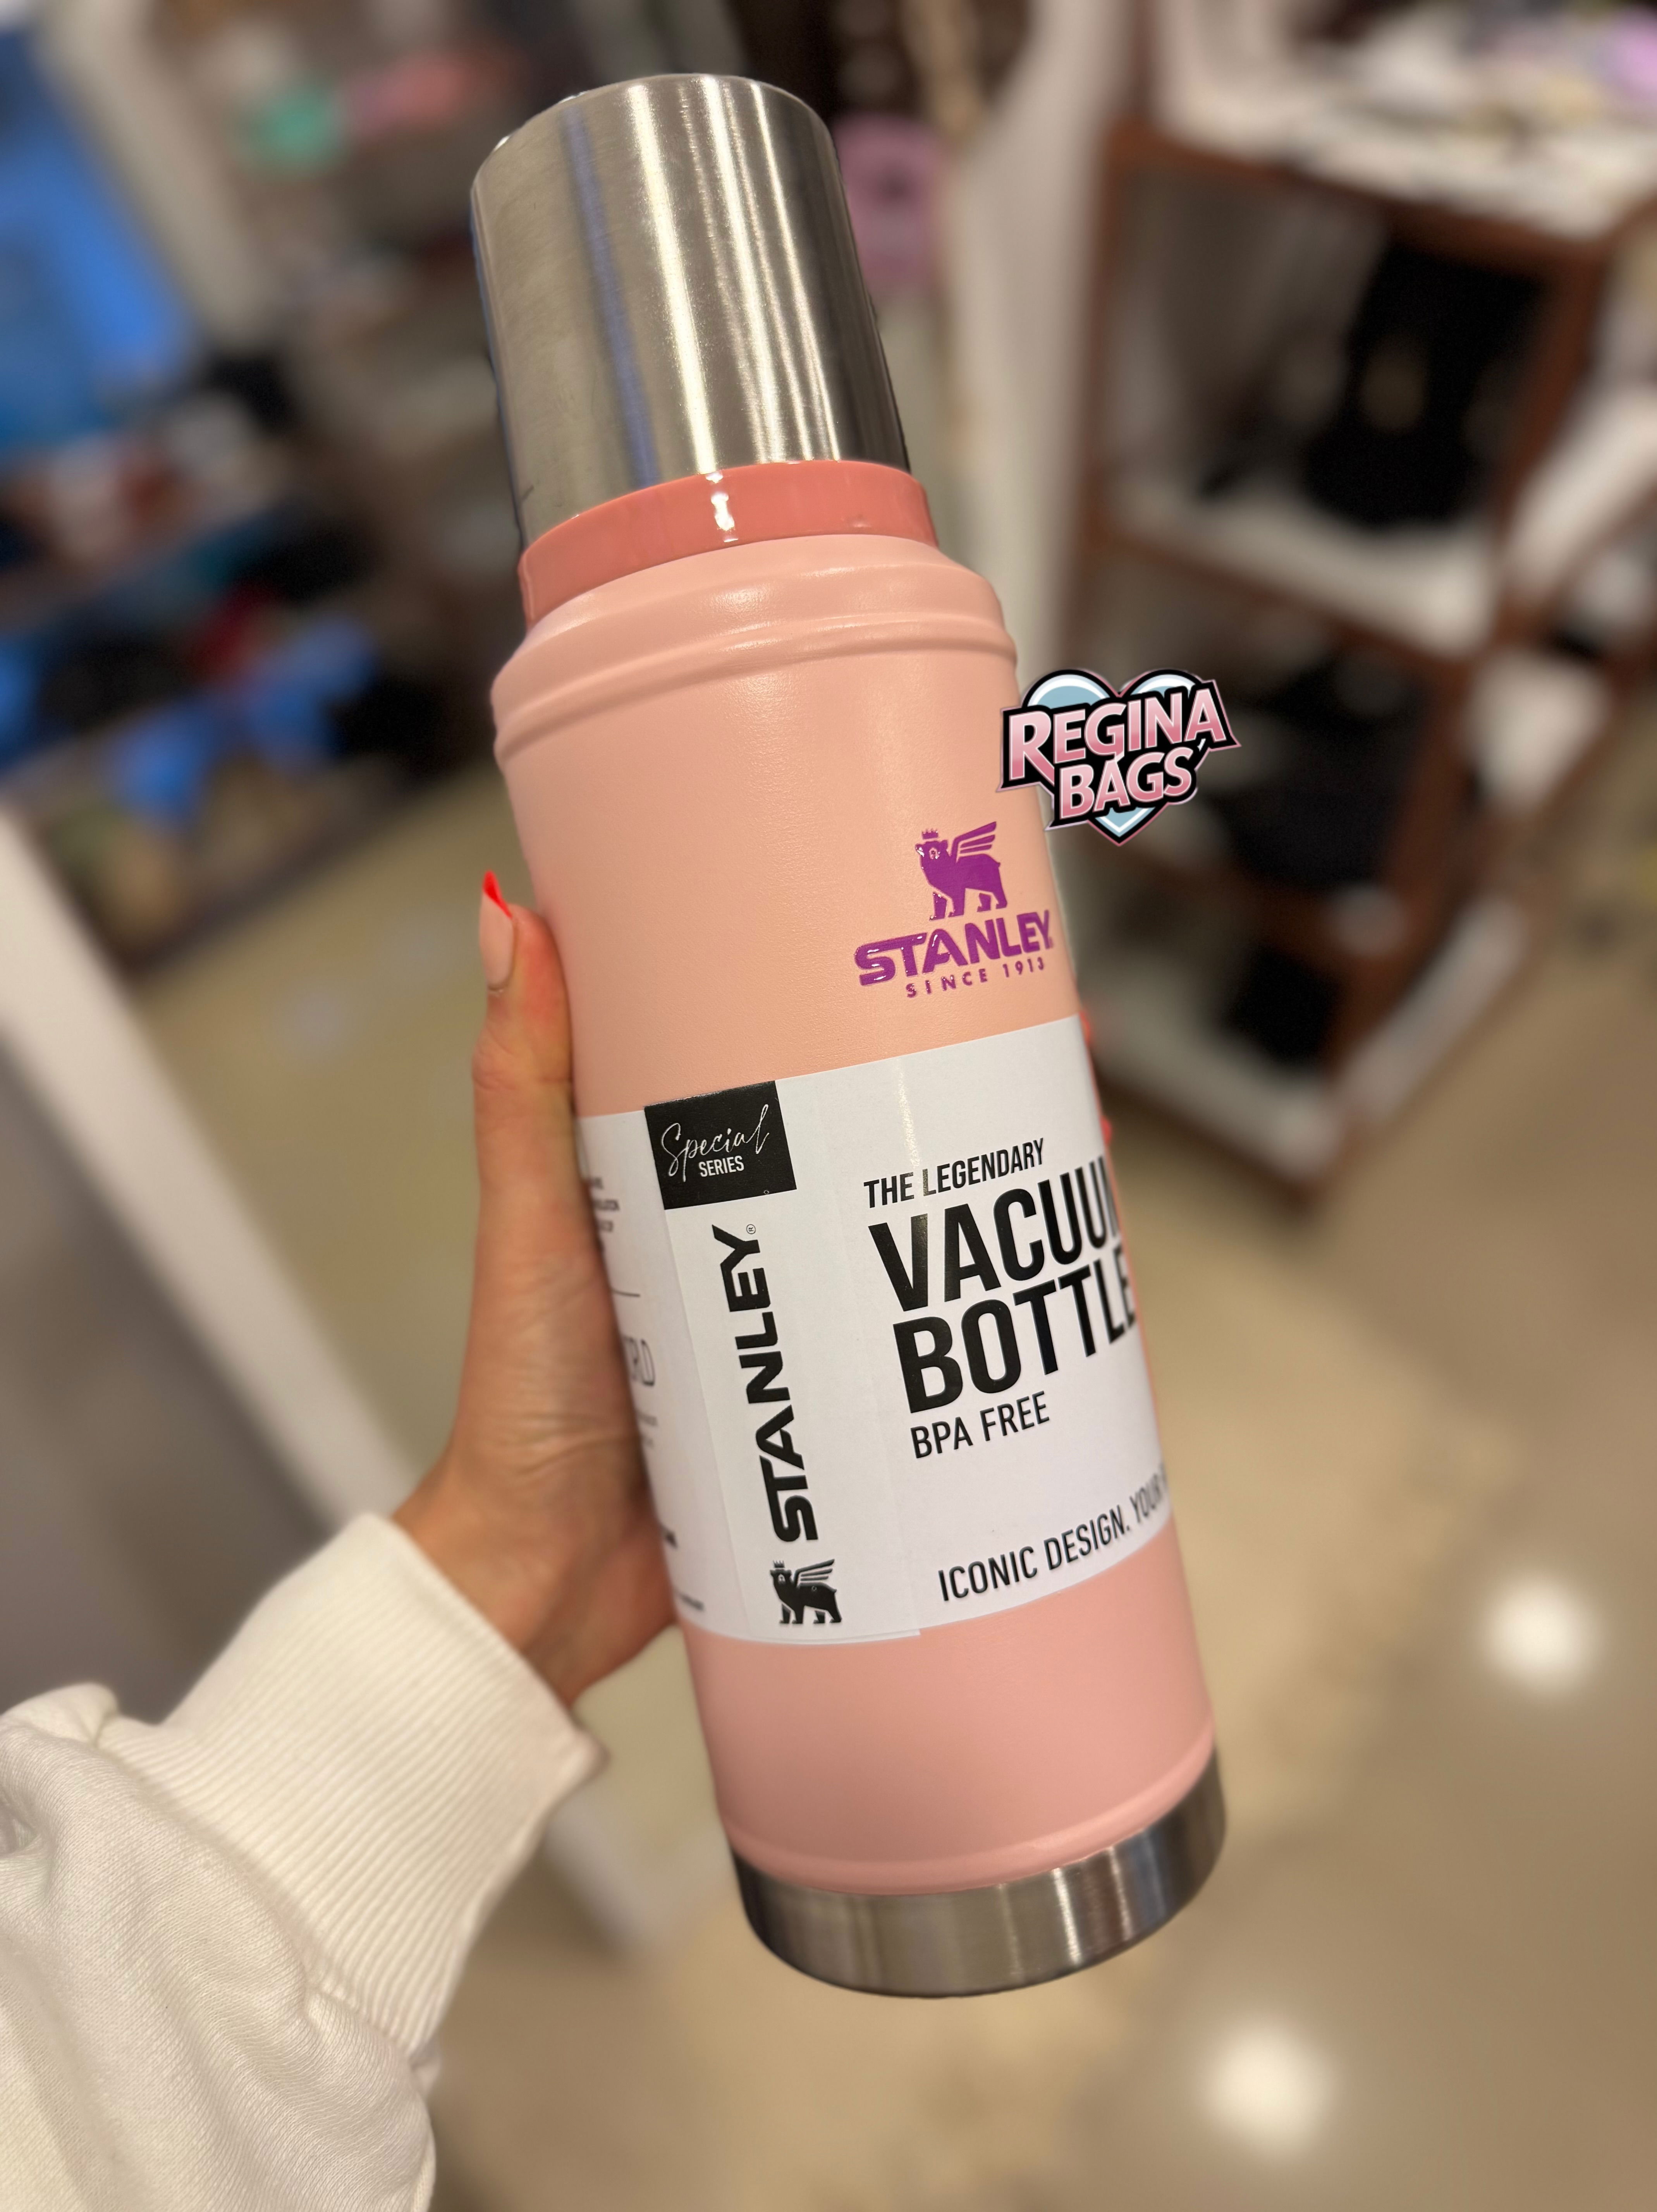 REGINA
BAGS
STANLEY
SINCE 1913
Special
SERIES
STANLEY®
THE LEGENDARY
VACUUM
BOTTLE
BPA FREE
ICONIC DESIGN. YOUR